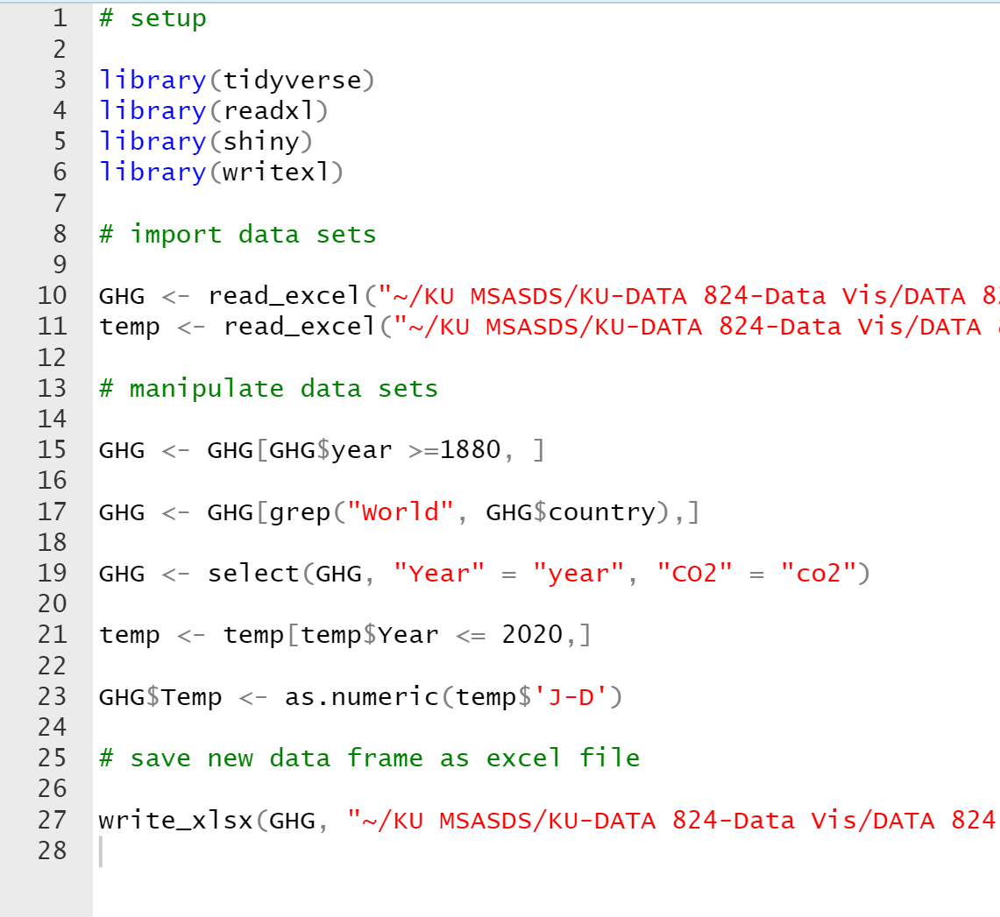 1 # setup
2
3 library(tidyverse)
4 library(readxl)
5 library(shiny)
6 library(writexl)
7
8 # import data sets
9
10 GHG <- read_excel("~/KU MSASDS/KU-DATA 824-Data Vis/DATA
11 temp <- read_excel("~/KU MSASDS/KU-DATA 824-Data Vis/DATA
12
13 # manipulate data sets
14
15 GHG <- GHG[GHG$year >=1880, ]
16
17 GHG <- GHG[grep("World", GHG$country),]
18
19 GHG <- select(GHG, "Year" = "year", "CO2" = "co2")
20
21 temp <- temp[temp$Year <= 2020,]
22
23 GHG$Temp <- as.numeric(temp$'J-D')
24
25 # save new data frame as excel file
26
27 write_xlsx(GHG, "~/KU MSASDS/KU-DATA 824-Data Vis/DATA 824
28